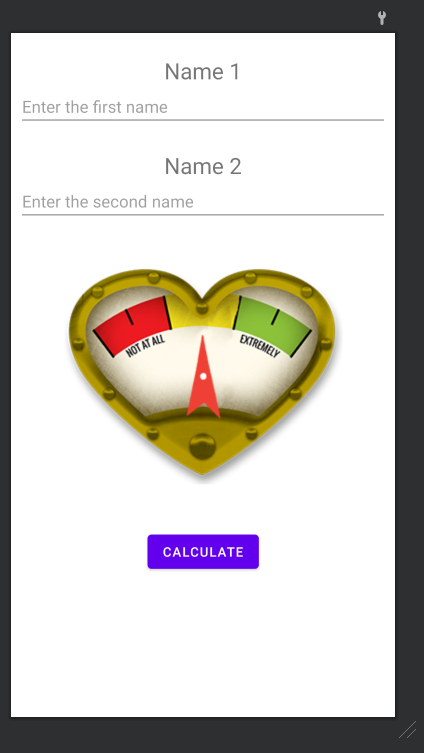 Name 1
Enter the first name
Name 2
Enter the second name
NOT AT ALL
EXTREMELY
CALCULATE